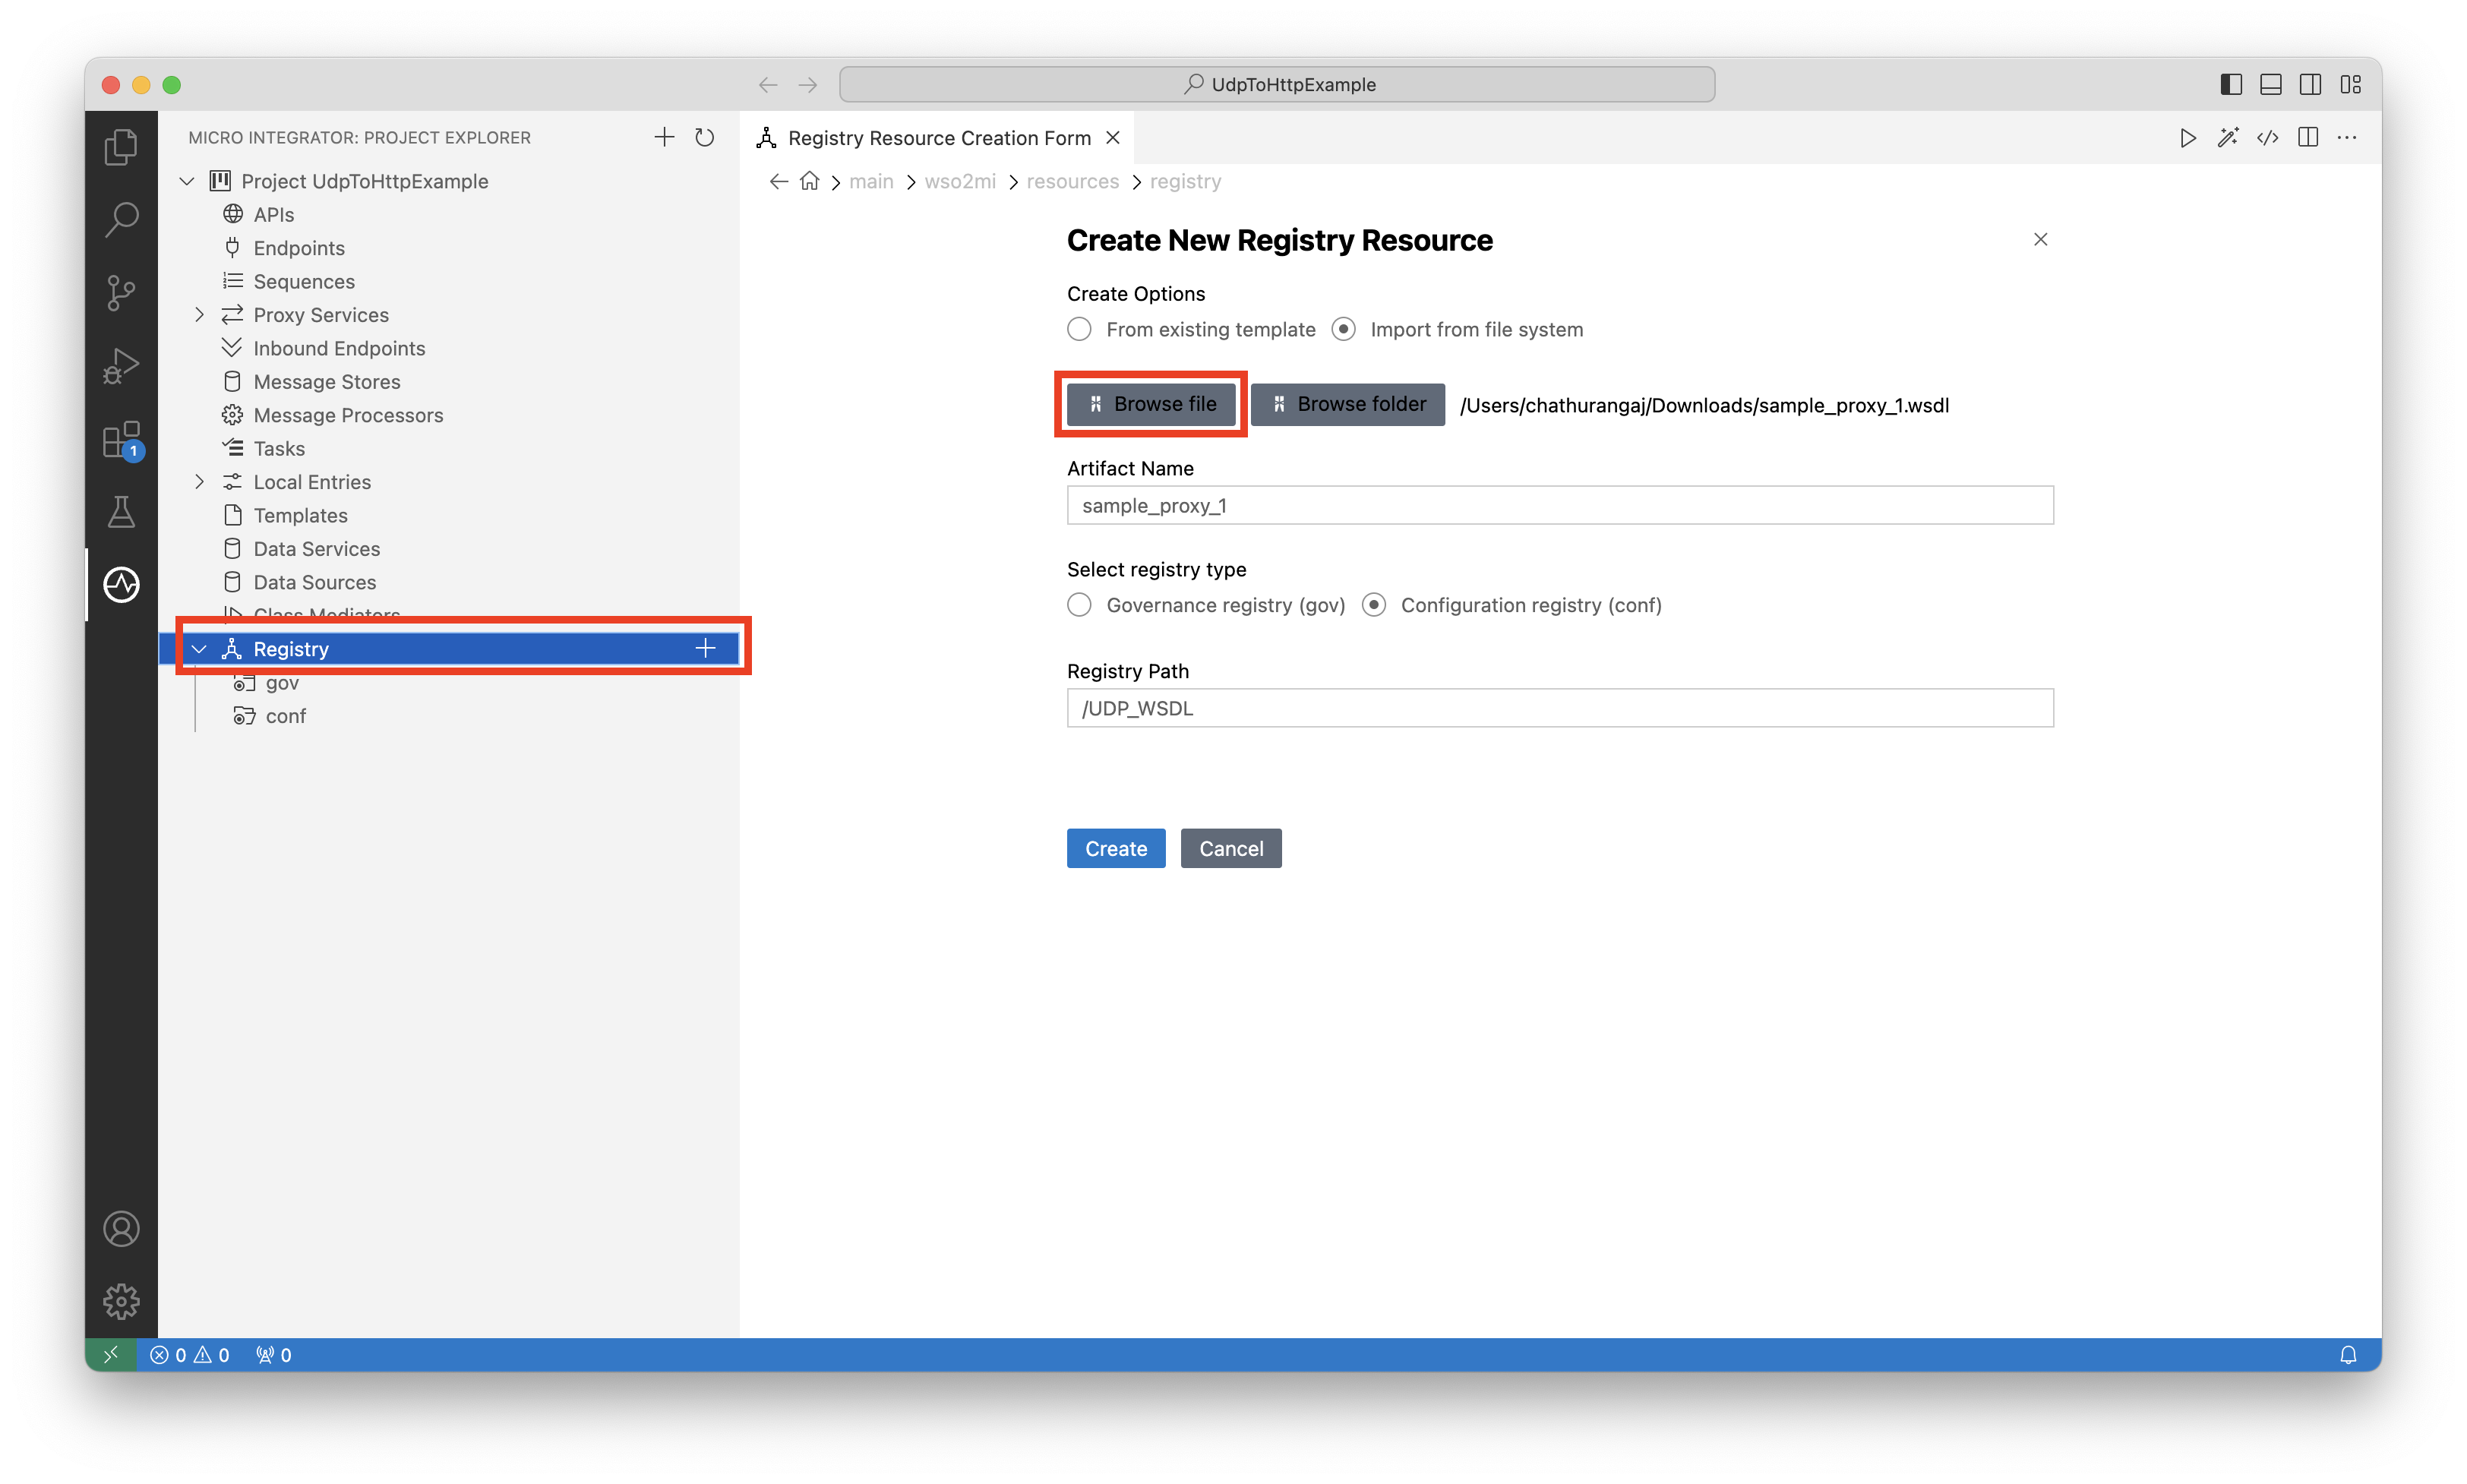 UdpToHttpExample
MICRO INTEGRATOR: PROJECT EXPLORER
Project UdpToHttpExample
APIs
Endpoints
Sequences
Proxy Services
Inbound Endpoints
Message Stores
Message Processors
Tasks
Local Entries
Templates
Data Services
Data Sources
Class Mediators
Registry
gov
conf
1
Registry Resource Creation Form
main wso2mi resources registry
Create New Registry Resource
Create Options
From existing template Import from file system
Browse file Browse folder /Users/chathurangaj/Downloads/sample_proxy_1.wsdl
Artifact Name
sample_proxy_1
Select registry type
Governance registry (gov) Configuration registry (conf)
Registry Path
/UDP_WSDL
Create Cancel
0 0 0